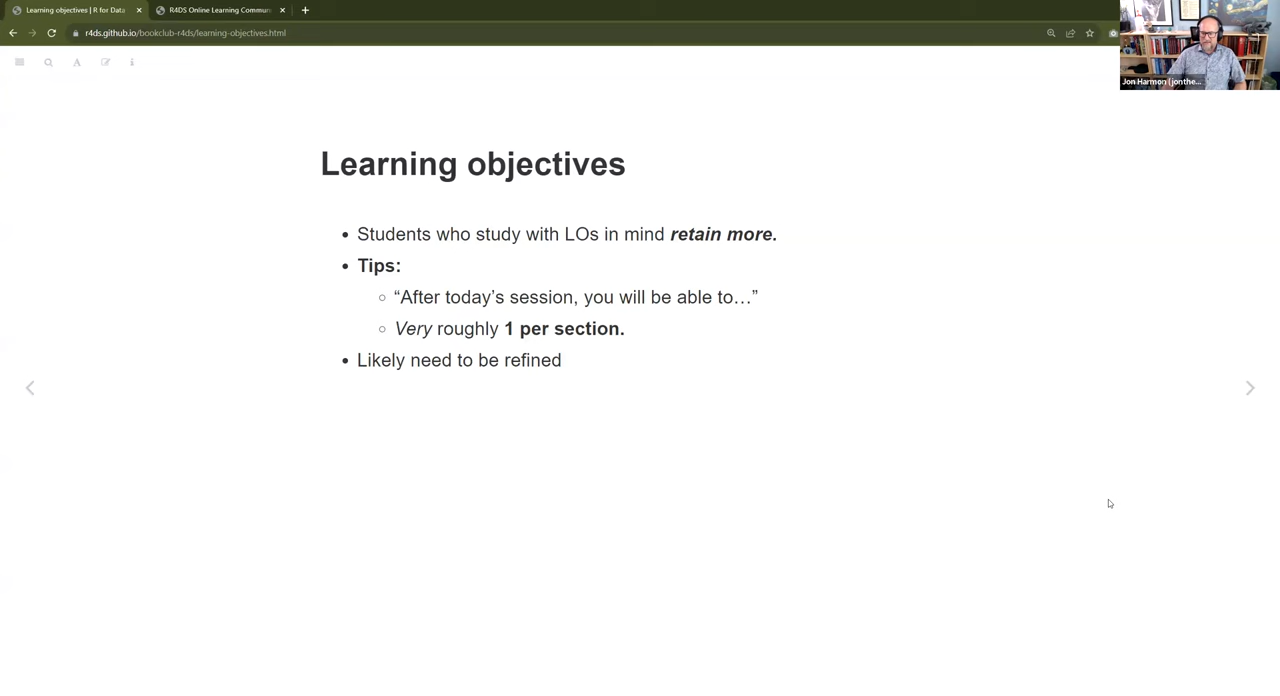 Learning objectives | R for Data
R4DS Online Learning Commun
r4ds.github.io/bookclub-r4ds/learning-objectives.html
Jon Harmon (jonthe...
Learning objectives
Students who study with LOs in mind retain more.
Tips:
“After today’s session, you will be able to…”
Very roughly 1 per section.
Likely need to be refined